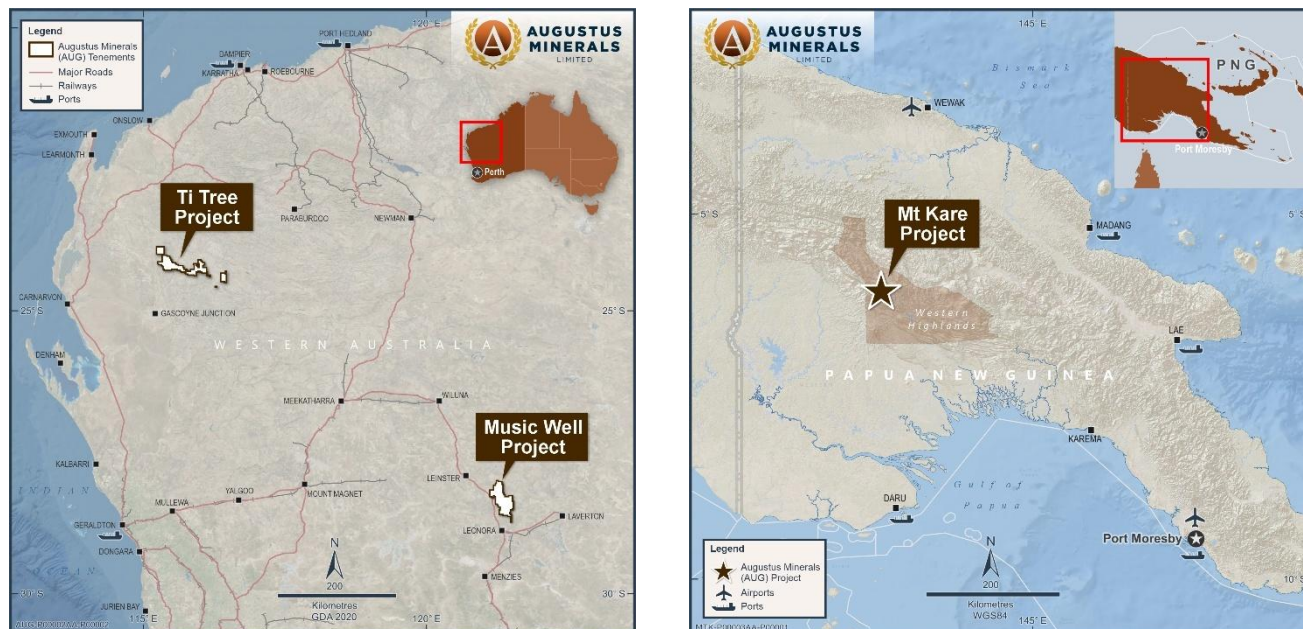 Legend
Augustus Minerals
(AUG) Tenements
Major Roads
Railways
Ports
120°E
AUGUSTUS
MINERALS
LIMITED
PORT HEDLAND
DAMPIER
KARRATHA
ROEBOURNE
ONSLOW
EXMOUTH
LEARMONTH
Perth
Ti Tree
Project
PARABURDOO
NEWMAN
CARNARVON
GASCOYNE JUNCTION
25°S
WESTERN AUSTRALIA
DENHAM
MEEKATHARRA
WILUNA
Music Well
Project
KALBARRI
INDIAN
OCEAN
LEINSTER
YALGOO
MOUNT MAGNET
MULLEWA
GERALDTON
LAVERTON
LEONORA
DONGARA
N
200
Kilometres
GDA 2020
MENZIES
30°S
JURIEN BAY
115°E
120°E
AUGUSTUS
MINERALS
LIMITED
145°E
Bismark
Sea
PNG
Port Moresby
WEWAK
5°S
5°S
Mt Kare
Project
MADANG
Western
Highlands
LAE
PAPUA NEW GUINEA
KAREMA
DARU
Gulf of
Papua
Port Moresby
Legend
Augustus Minerals
(AUG) Project
Airports
Ports
N
200
Kilometres
WGS84
10°S
145°E